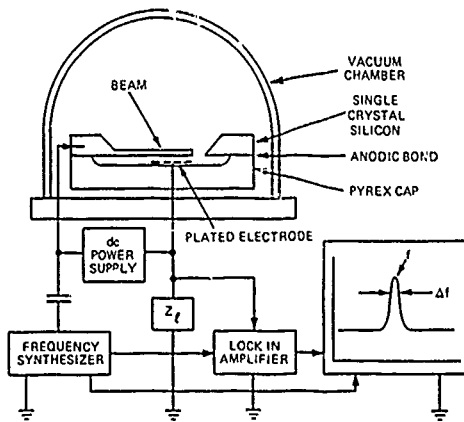 VACUUM
CHAMBER
BEAM
SINGLE
CRYSTAL
SILICON
ANODIC BOND
PYREX CAP
PLATED ELECTRODE
dc
POWER
SUPPLY
Zℓ
FREQUENCY
SYNTHESIZER
LOCK IN
AMPLIFIER
f
Δf